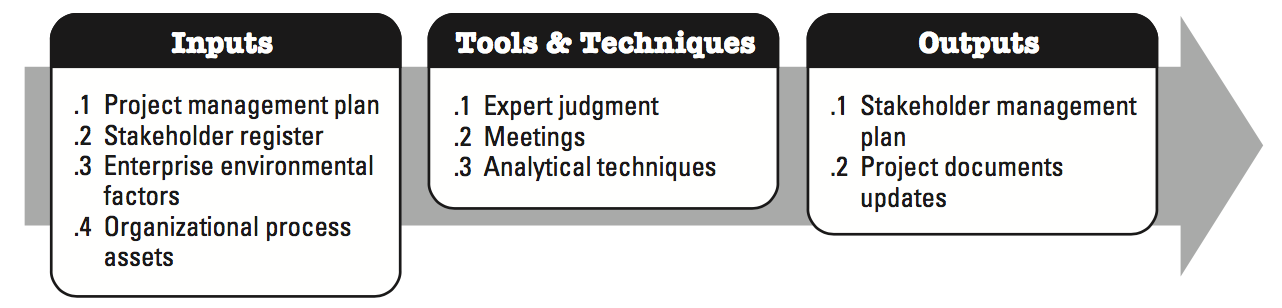 Inputs
.1 Project management plan
.2 Stakeholder register
.3 Enterprise environmental
factors
.4 Organizational process
assets
Tools & Techniques
.1 Expert judgment
.2 Meetings
.3 Analytical techniques
Outputs
.1 Stakeholder management
plan
.2 Project documents
updates